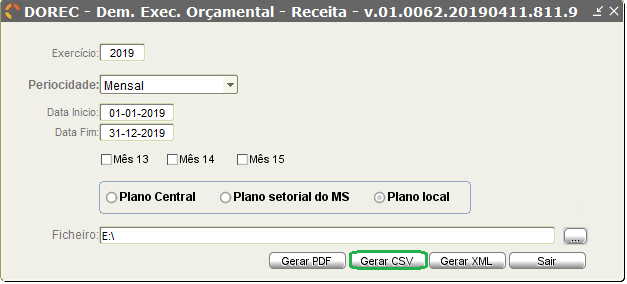 DOREC - Dem. Exec. Orçamental - Receita - v.01.0062.20190411.811.9
Exercício: 2019
Periocidade: Mensal
Data Inicio: 01-01-2019
Data Fim: 31-12-2019
Mês 13 Mês 14 Mês 15
Plano Central Plano setorial do MS Plano local
Ficheiro: E:\ ...
Gerar PDF Gerar CSV Gerar XML Sair